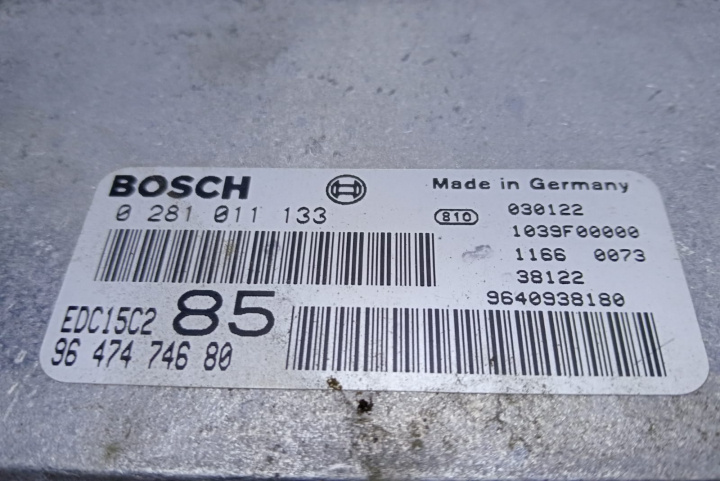 BOSCH
Made in Germany
0 281 011 133
810
030122
1039F00000
1166 0073
38122
9640938180
EDC15C2 85
96 474 746 80